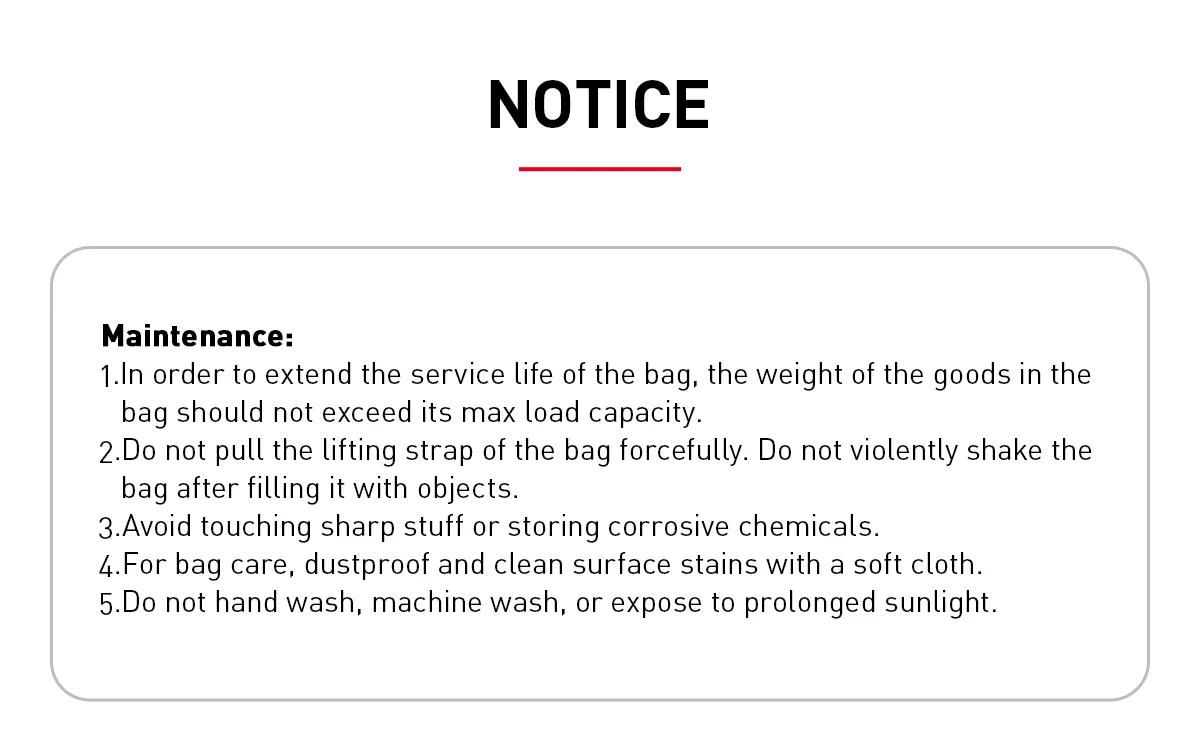 NOTICE
Maintenance:
1.In order to extend the service life of the bag, the weight of the goods in the
bag should not exceed its max load capacity.
2.Do not pull the lifting strap of the bag forcefully. Do not violently shake the
bag after filling it with objects.
3.Avoid touching sharp stuff or storing corrosive chemicals.
4.For bag care, dustproof and clean surface stains with a soft cloth.
5.Do not hand wash, machine wash, or expose to prolonged sunlight.